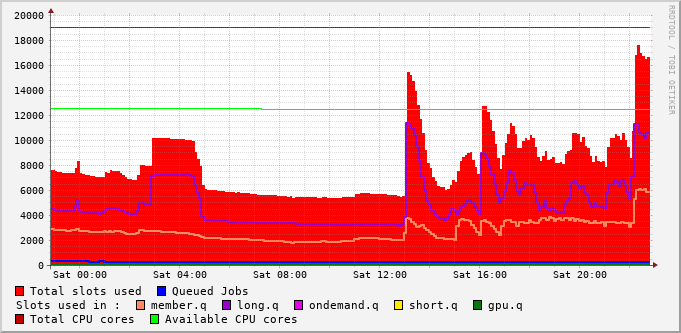 20000
18000
16000
14000
12000
10000
8000
6000
4000
2000
0
Sat 00:00 Sat 04:00 Sat 08:00 Sat 12:00 Sat 16:00 Sat 20:00
RRDTOOL / TOBI OETIKER
Total slots used Queued Jobs
Slots used in : member.q long.q ondemand.q short.q gpu.q
Total CPU cores Available CPU cores